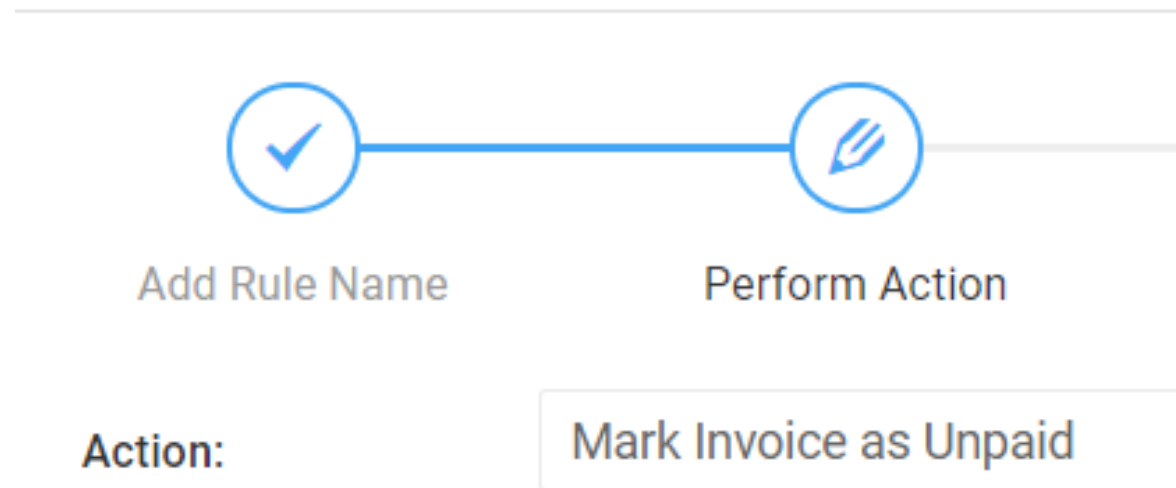 Add Rule Name
Perform Action
Action:
Mark Invoice as Unpaid